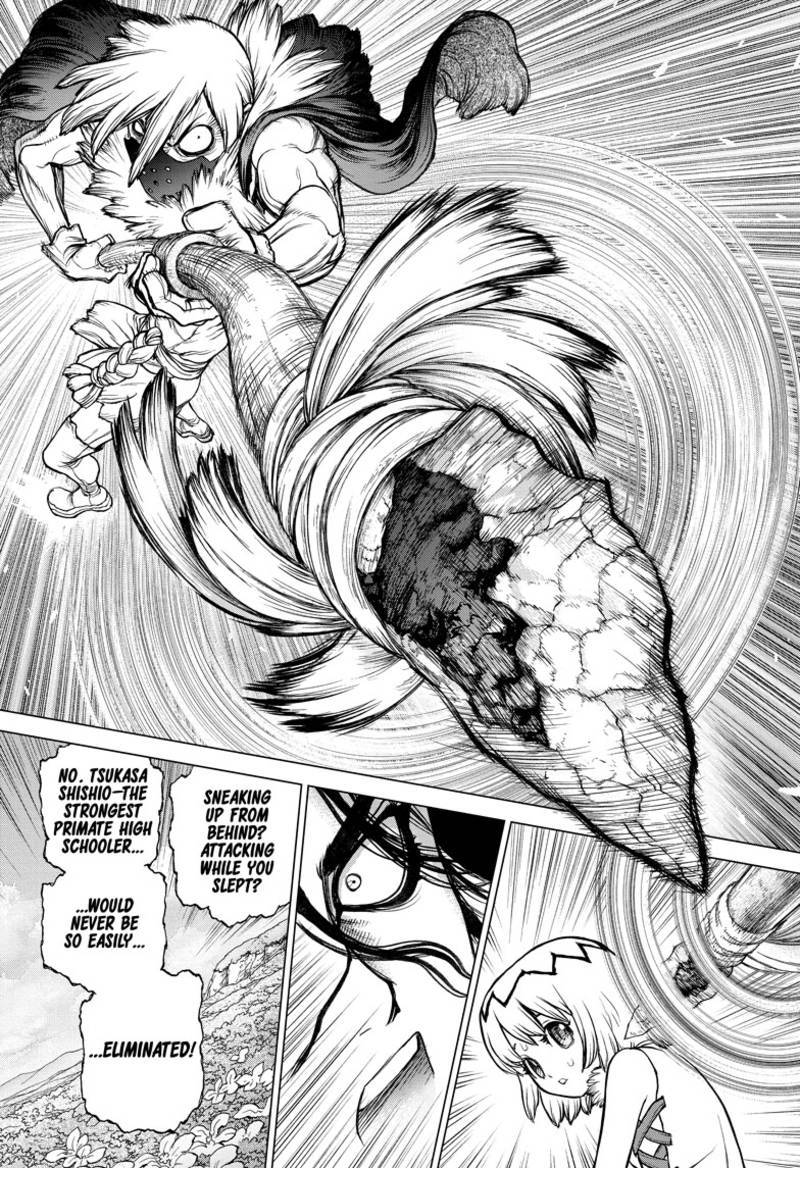 SNEAKING
UP FROM
BEHIND?
ATTACKING
WHILE YOU
SLEPT?
NO. TSUKASA
SHISHIO—THE
STRONGEST
PRIMATE HIGH
SCHOOLER...
...WOULD
NEVER BE
SO EASILY...
...ELIMINATED!